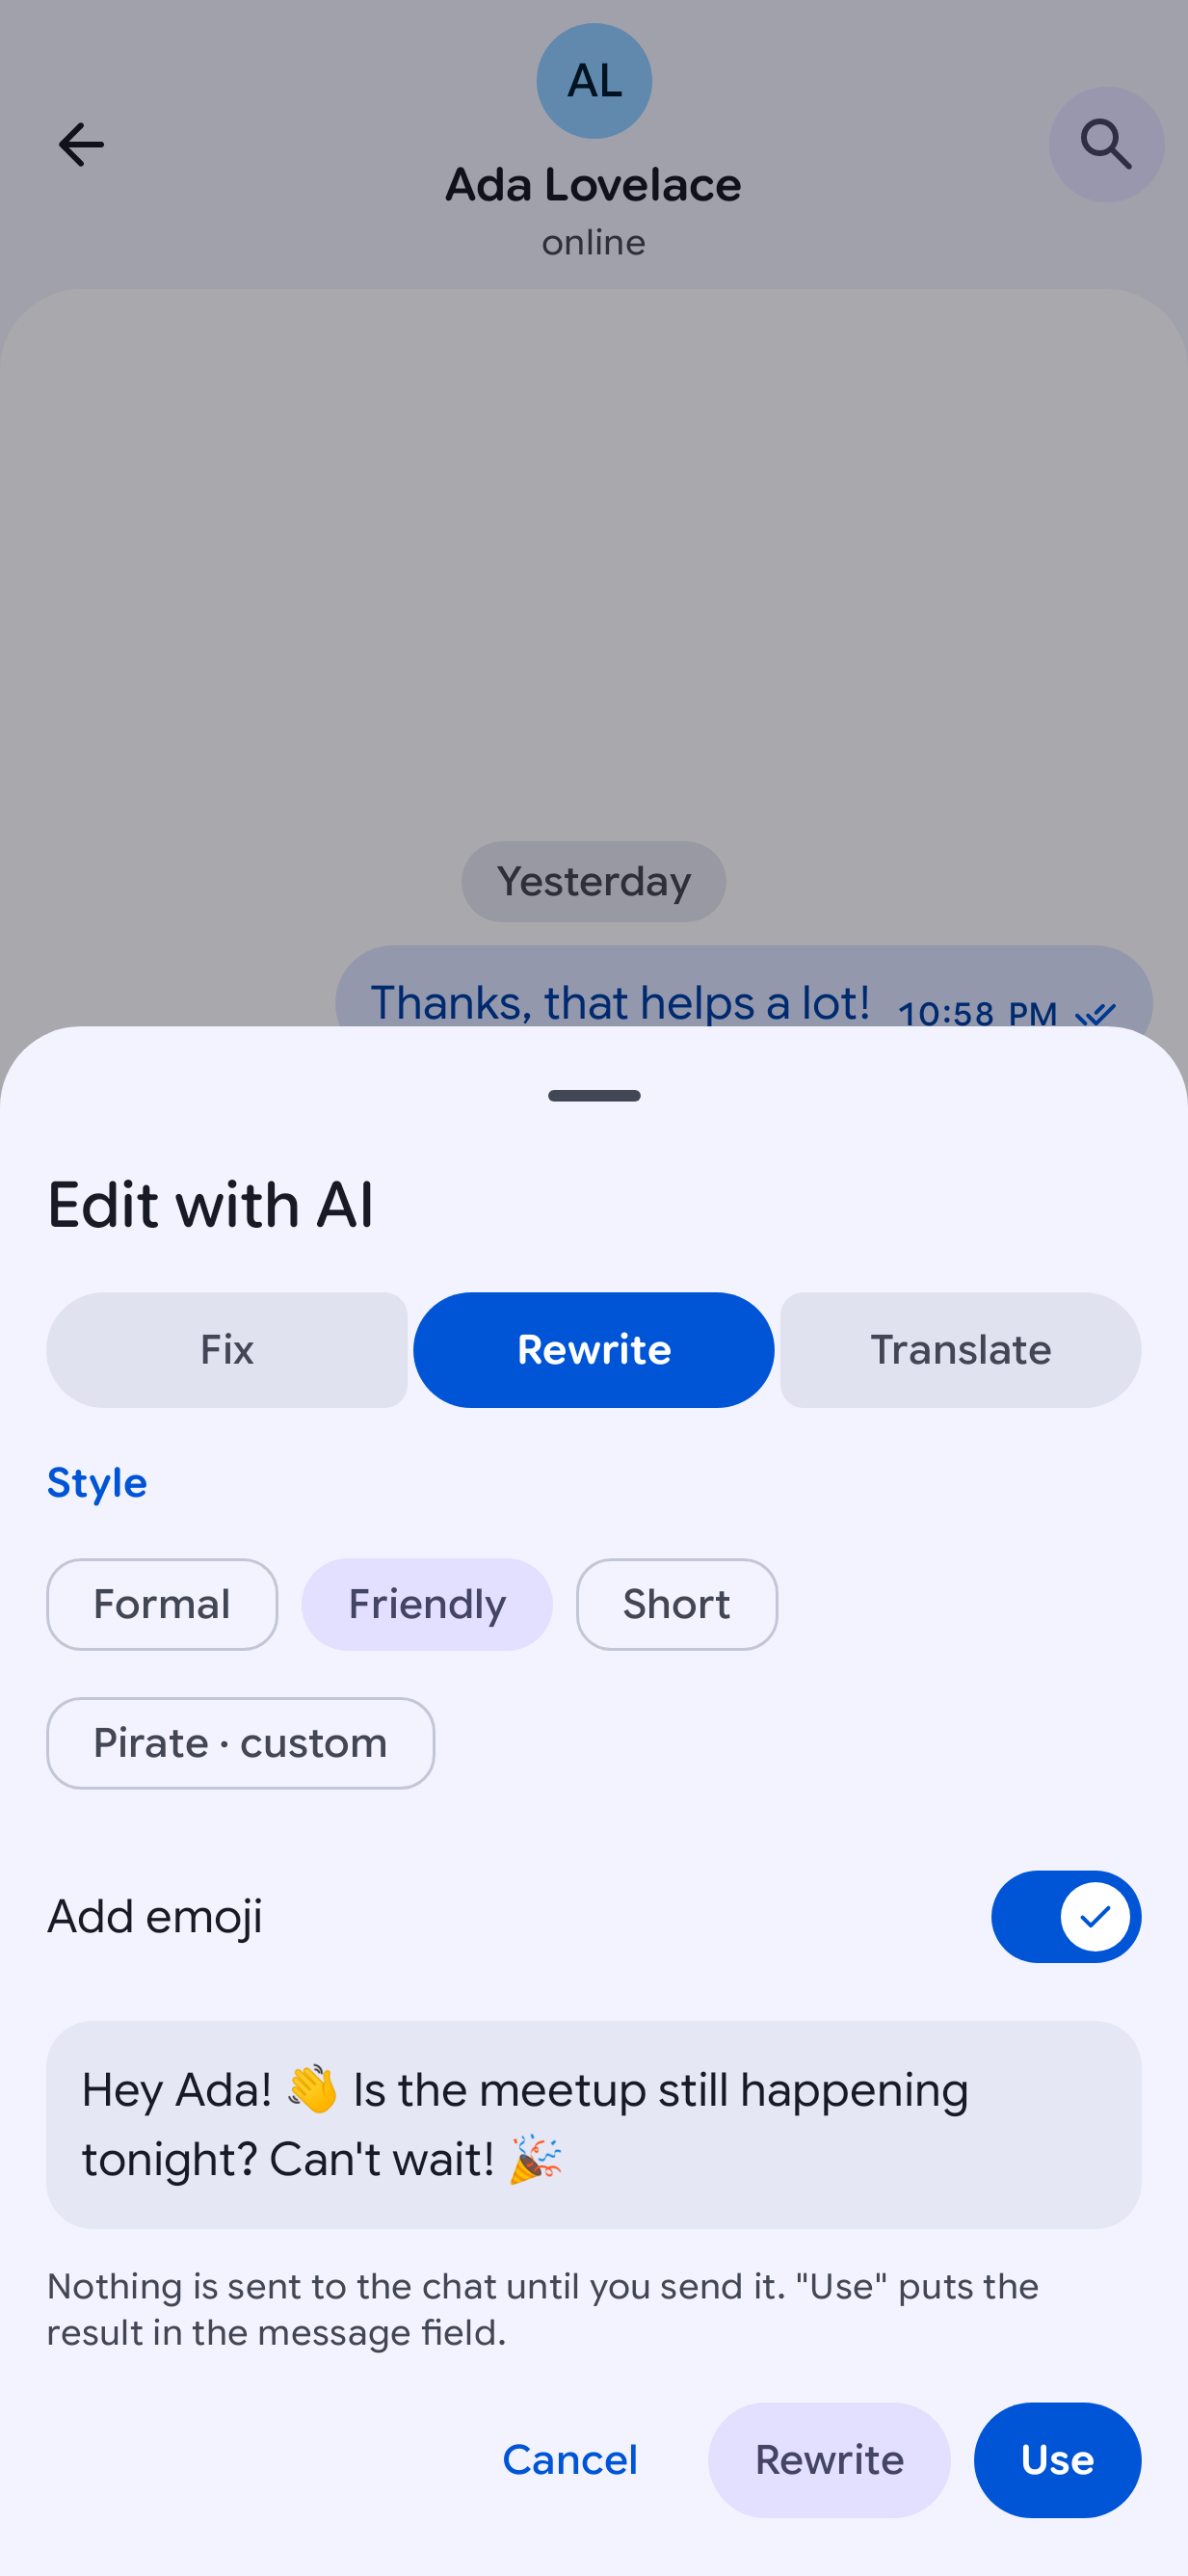 AL
Ada Lovelace
online
Yesterday
Thanks, that helps a lot! 10:58 PM
Edit with AI
Fix
Rewrite
Translate
Style
Formal
Friendly
Short
Pirate · custom
Add emoji
Hey Ada! 👋 Is the meetup still happening
tonight? Can't wait! 🎉
Nothing is sent to the chat until you send it. "Use" puts the
result in the message field.
Cancel
Rewrite
Use